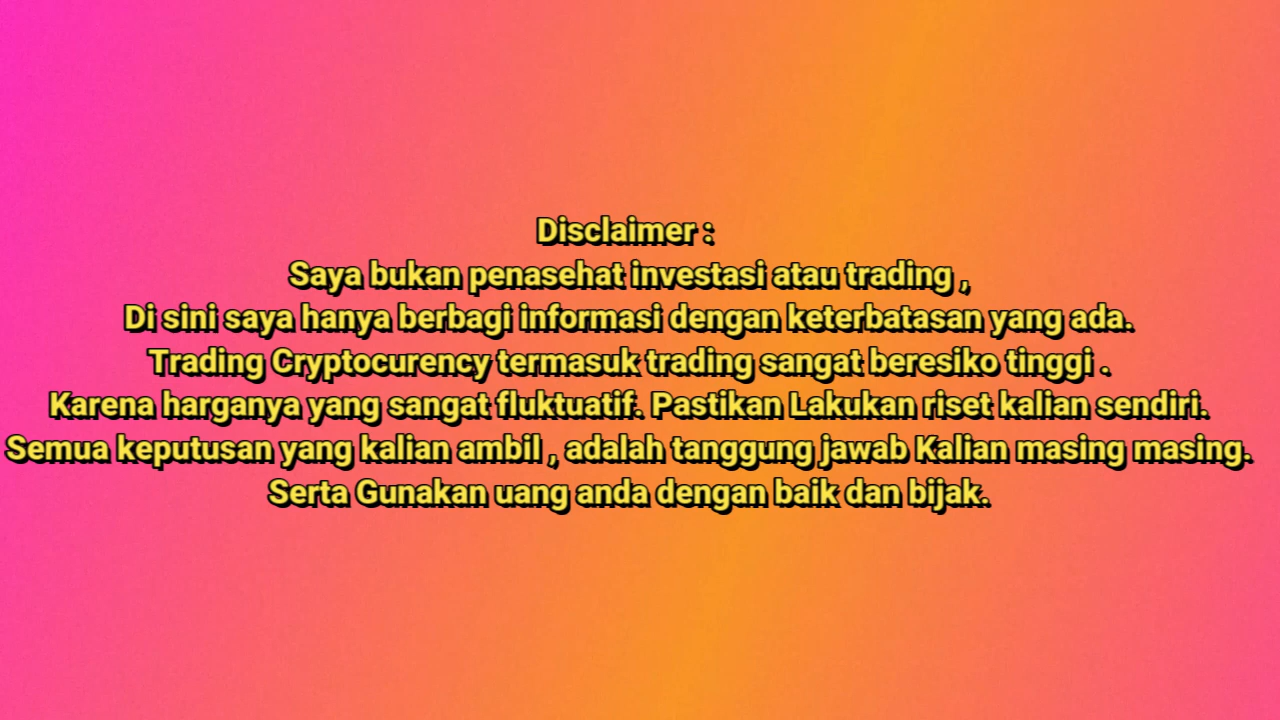 Disclaimer :
Saya bukan penasehat investasi atau trading ,
Di sini saya hanya berbagi informasi dengan keterbatasan yang ada.
Trading Cryptocurency termasuk trading sangat beresiko tinggi .
Karena harganya yang sangat fluktuatif. Pastikan Lakukan riset kalian sendiri.
Semua keputusan yang kalian ambil , adalah tanggung jawab Kalian masing masing.
Serta Gunakan uang anda dengan baik dan bijak.